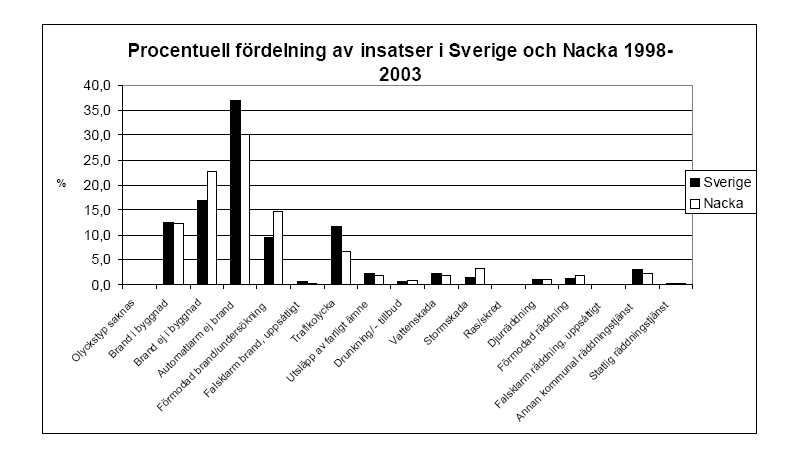 Procentuell fördelning av insatser i Sverige och Nacka 1998-
2003
40,0
35,0
30,0
25,0
20,0
15,0
10,0
5,0
0,0
%
Sverige
Nacka
Olyckstyp saknas
Brand i byggnad
Brand ej i byggnad
Automatlarm ej brand
Förmodad brand/undersökning
Falsklarm brand, uppsåtligt
Trafikolycka
Utsläpp av farligt ämne
Drunkning/- tillbud
Vattenskada
Stormskada
Ras/skred
Djurräddning
Förmodad räddning
Falsklarm räddning, uppsåtligt
Annan kommunal räddningstjänst
Statlig räddningstjänst